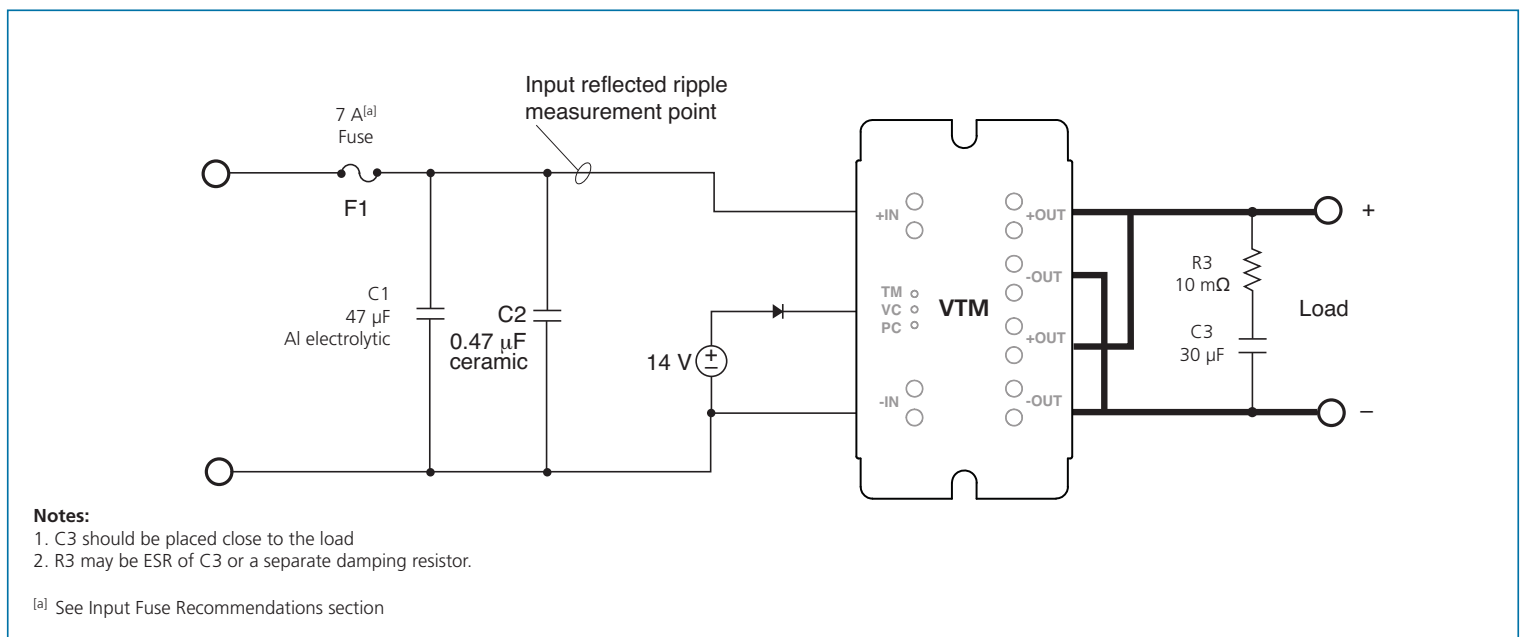 Input reflected ripple
measurement point
7 A[a]
Fuse
F1
C1
47 µF
Al electrolytic
C2
0.47 µF
ceramic
14 V
+
−
+IN
TM
VC
PC
-IN
VTM
+OUT
-OUT
+OUT
-OUT
R3
10 mΩ
C3
30 µF
Load
+
−
Notes:
1. C3 should be placed close to the load
2. R3 may be ESR of C3 or a separate damping resistor.
[a] See Input Fuse Recommendations section